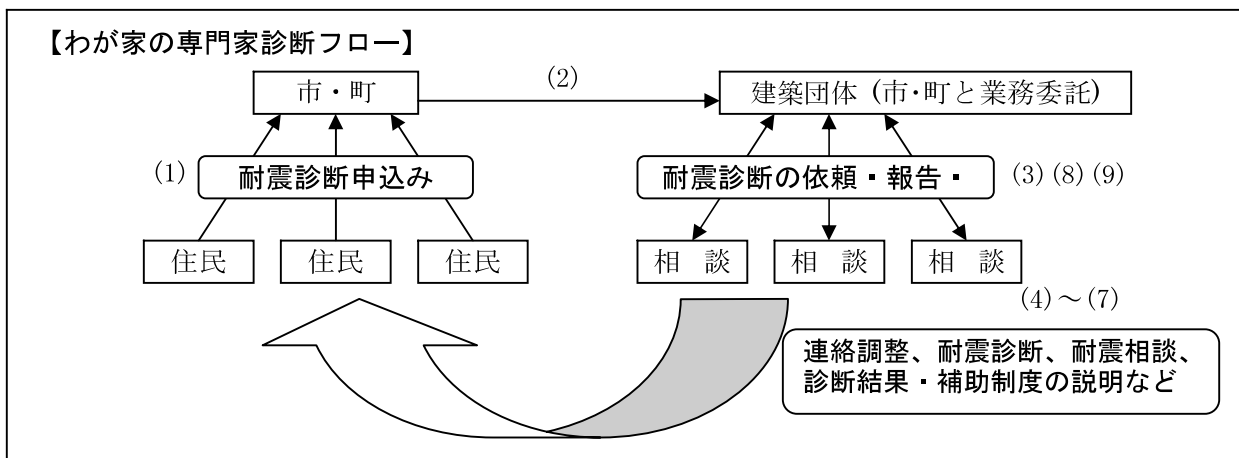 【わが家の専門家診断フロー】
(2)
市・町
建築団体（市・町と業務委託）
(1)
耐震診断申込み
耐震診断の依頼・報告・
(3) (8) (9)
住民
住民
住民
相　談
相　談
相　談
(4)～(7)
連絡調整、耐震診断、耐震相談、
診断結果・補助制度の説明など